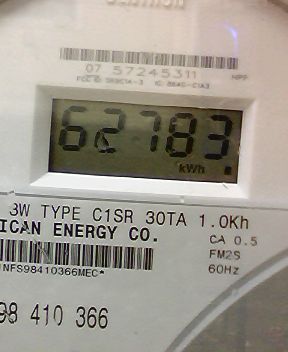 07 57245311 HPP
62783
kWh
3W TYPE C1SR 30TA 1.0Kh
ICAN ENERGY CO.
CA 0.5
FM2S
NFS98410366MEC*
60Hz
98 410 366